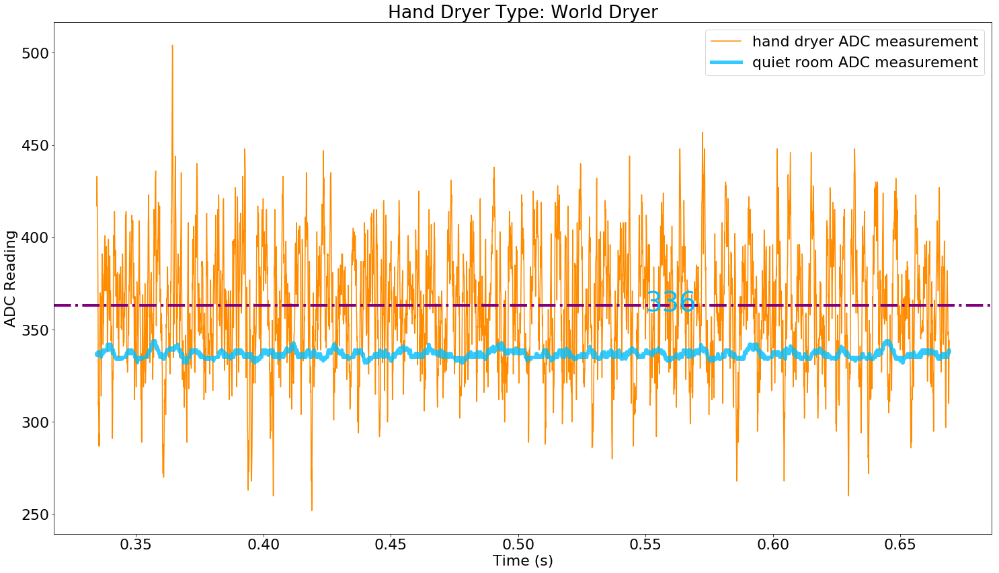 Hand Dryer Type: World Dryer
hand dryer ADC measurement
quiet room ADC measurement
500
450
400
350
300
250
ADC Reading
336
0.35 0.40 0.45 0.50 0.55 0.60 0.65
Time (s)